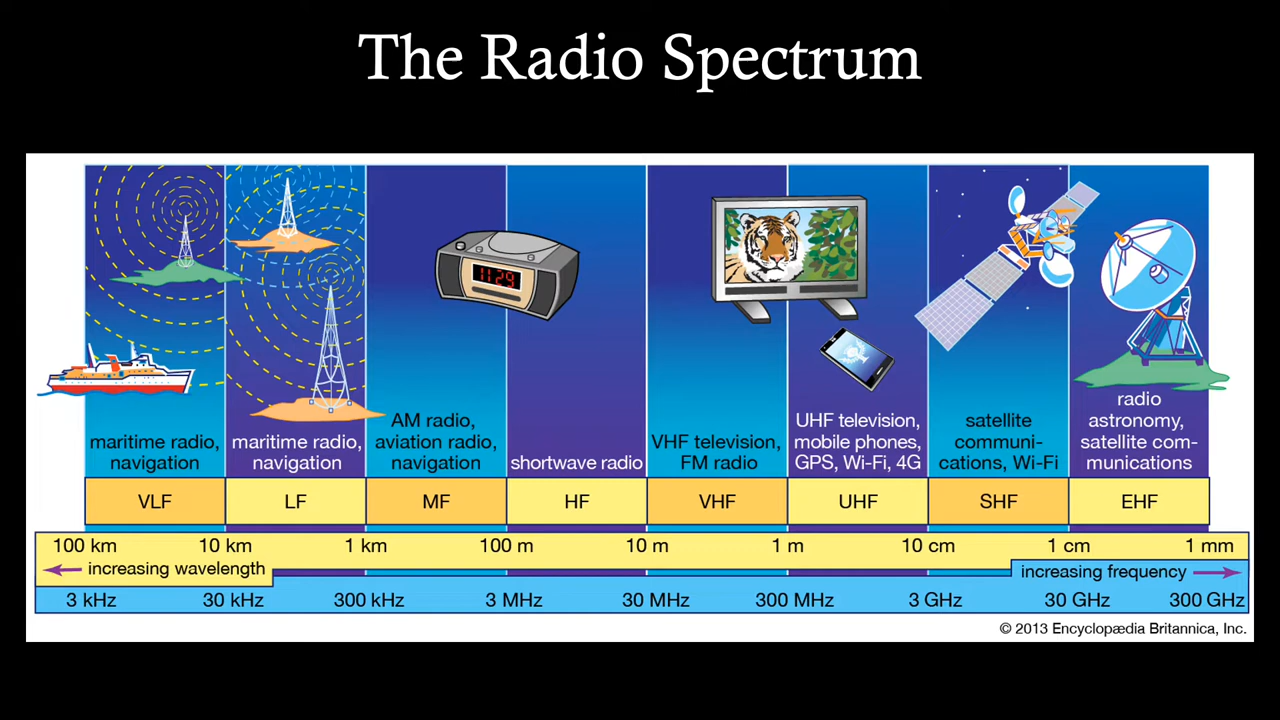 The Radio Spectrum
11:29
maritime radio,
navigation
maritime radio,
navigation
AM radio,
aviation radio,
navigation
shortwave radio
VHF television,
FM radio
UHF television,
mobile phones,
GPS, Wi-Fi, 4G
satellite
communi-
cations, Wi-Fi
radio
astronomy,
satellite com-
munications
VLF LF MF HF VHF UHF SHF EHF
100 km 10 km 1 km 100 m 10 m 1 m 10 cm 1 cm 1 mm
increasing wavelength
increasing frequency
3 kHz 30 kHz 300 kHz 3 MHz 30 MHz 300 MHz 3 GHz 30 GHz 300 GHz
© 2013 Encyclopædia Britannica, Inc.